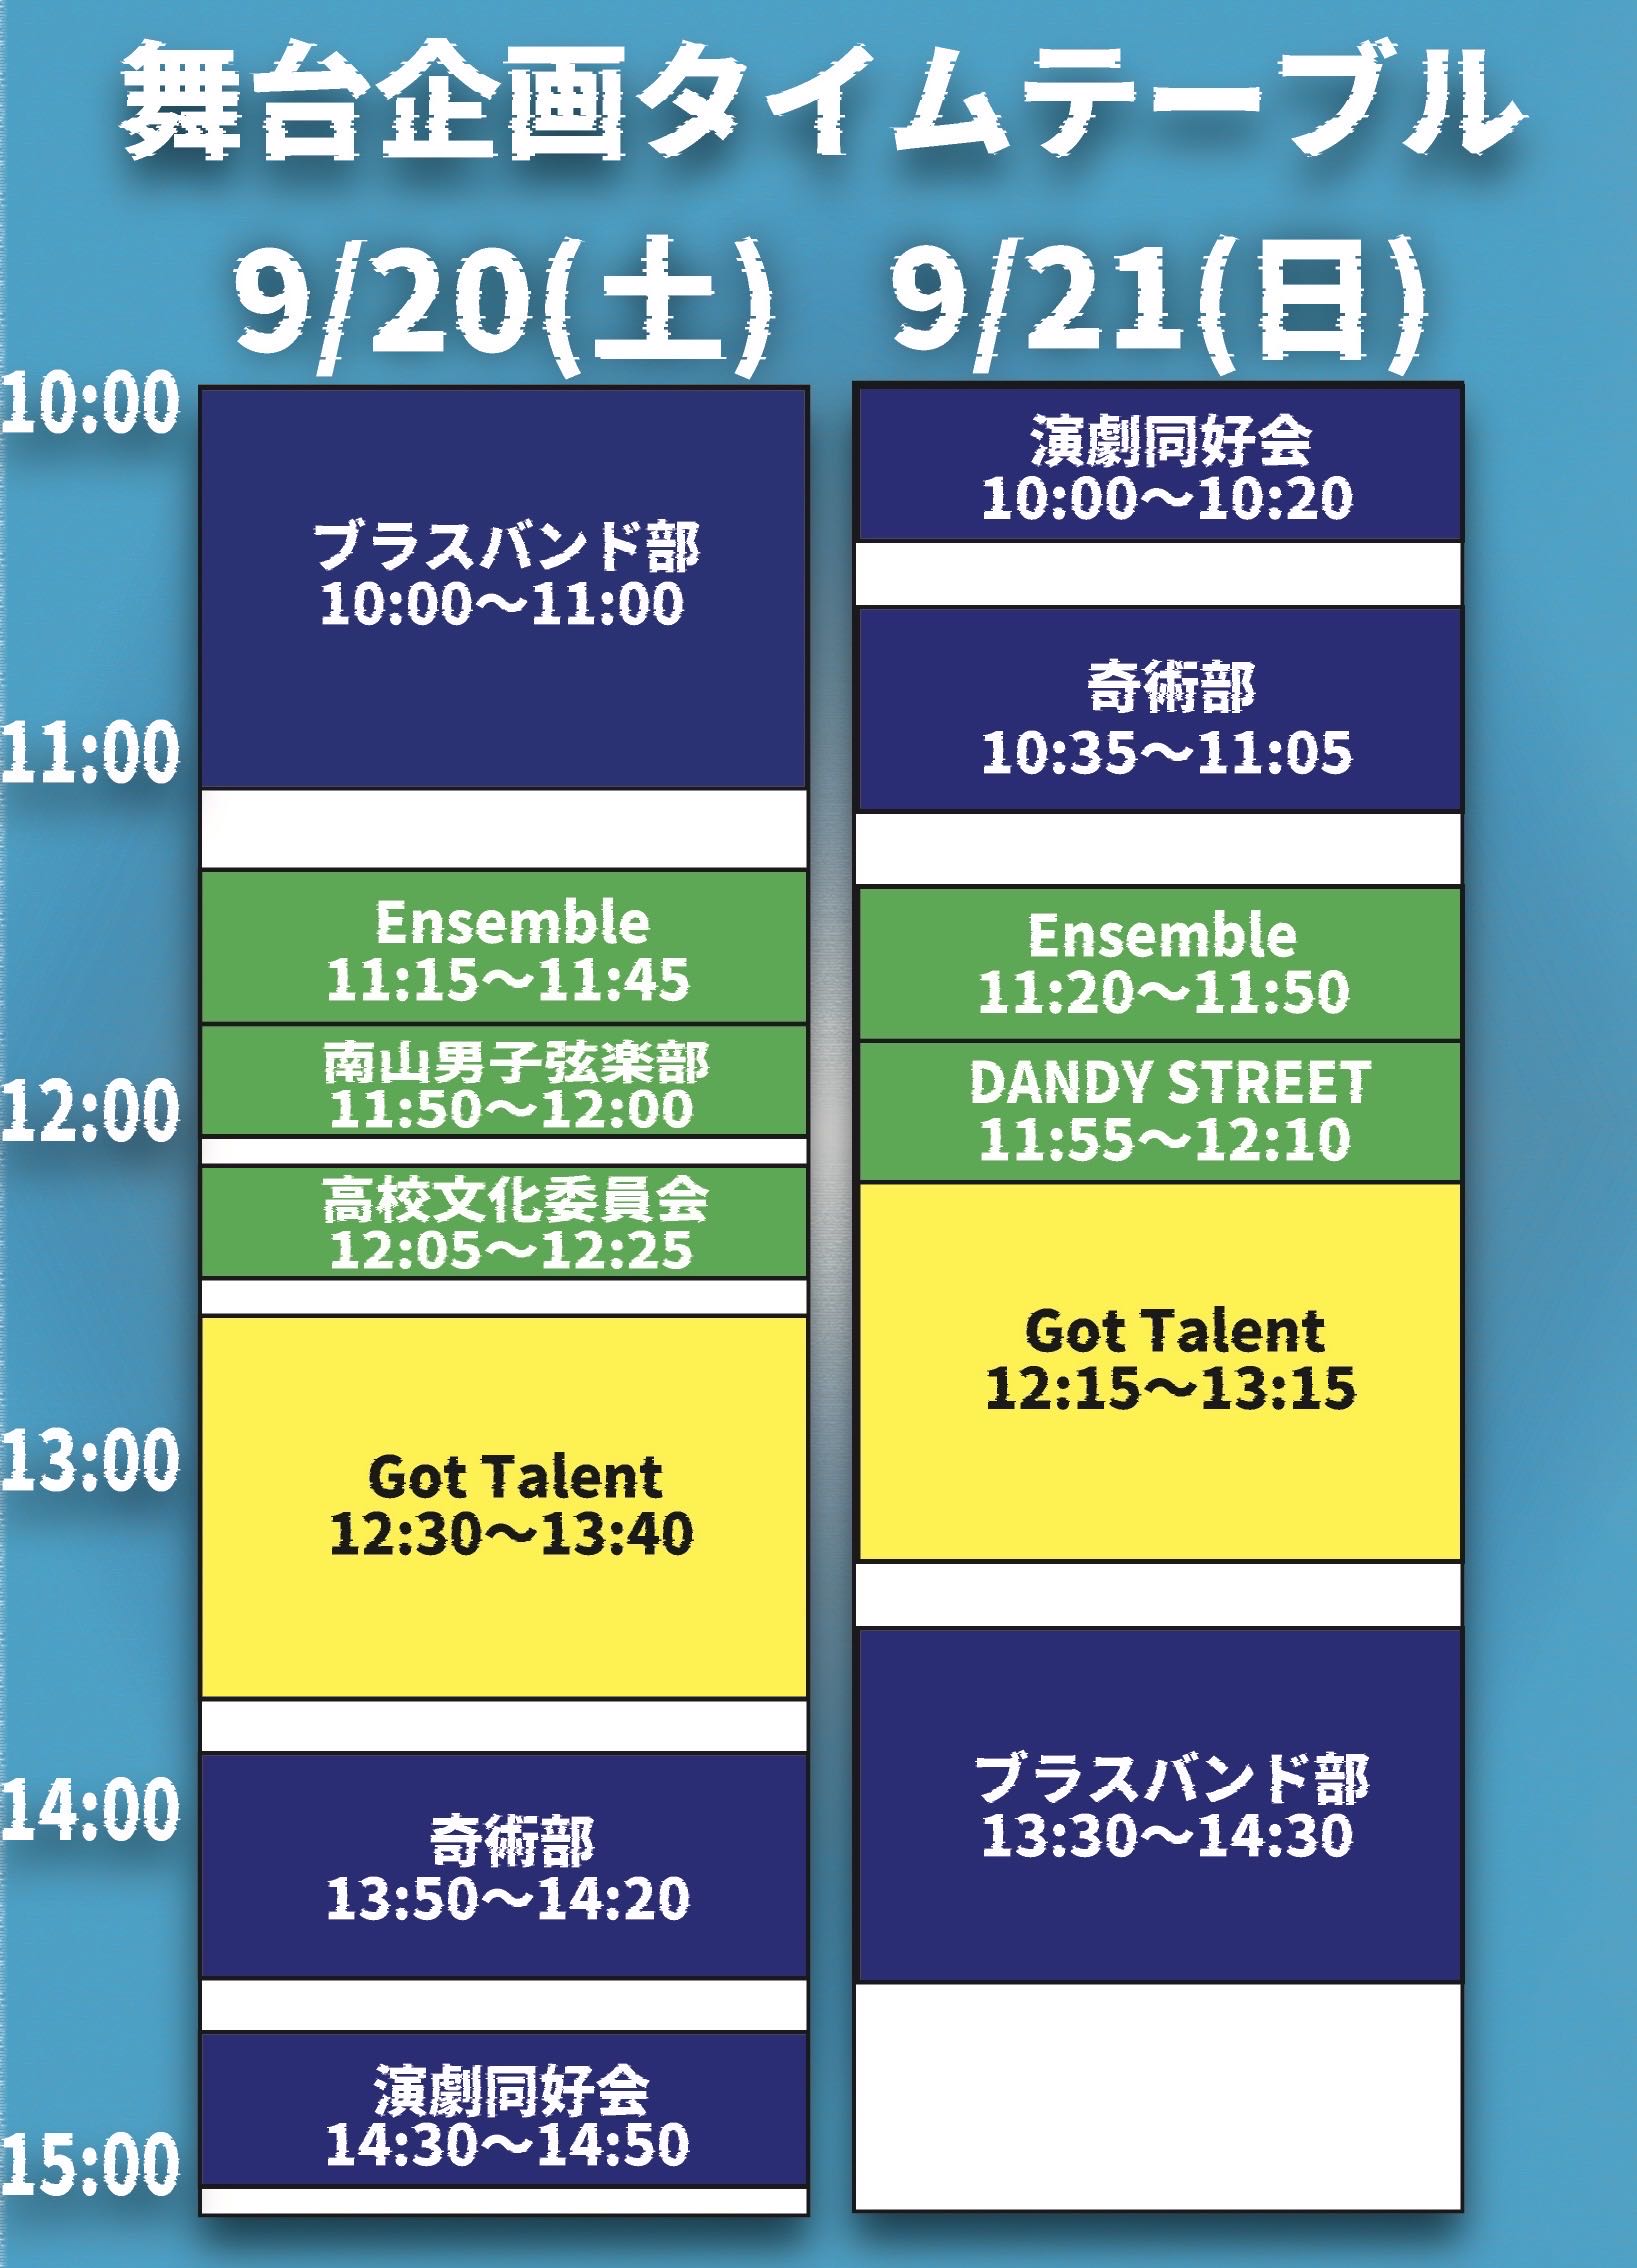 舞台企画タイムテーブル
9/20(土)
9/21(日)
10:00
11:00
12:00
13:00
14:00
15:00
ブラスバンド部
10:00〜11:00
Ensemble
11:15〜11:45
南山男子弦楽部
11:50〜12:00
高校文化委員会
12:05〜12:25
Got Talent
12:30〜13:40
奇術部
13:50〜14:20
演劇同好会
14:30〜14:50
演劇同好会
10:00〜10:20
奇術部
10:35〜11:05
Ensemble
11:20〜11:50
DANDY STREET
11:55〜12:10
Got Talent
12:15〜13:15
ブラスバンド部
13:30〜14:30